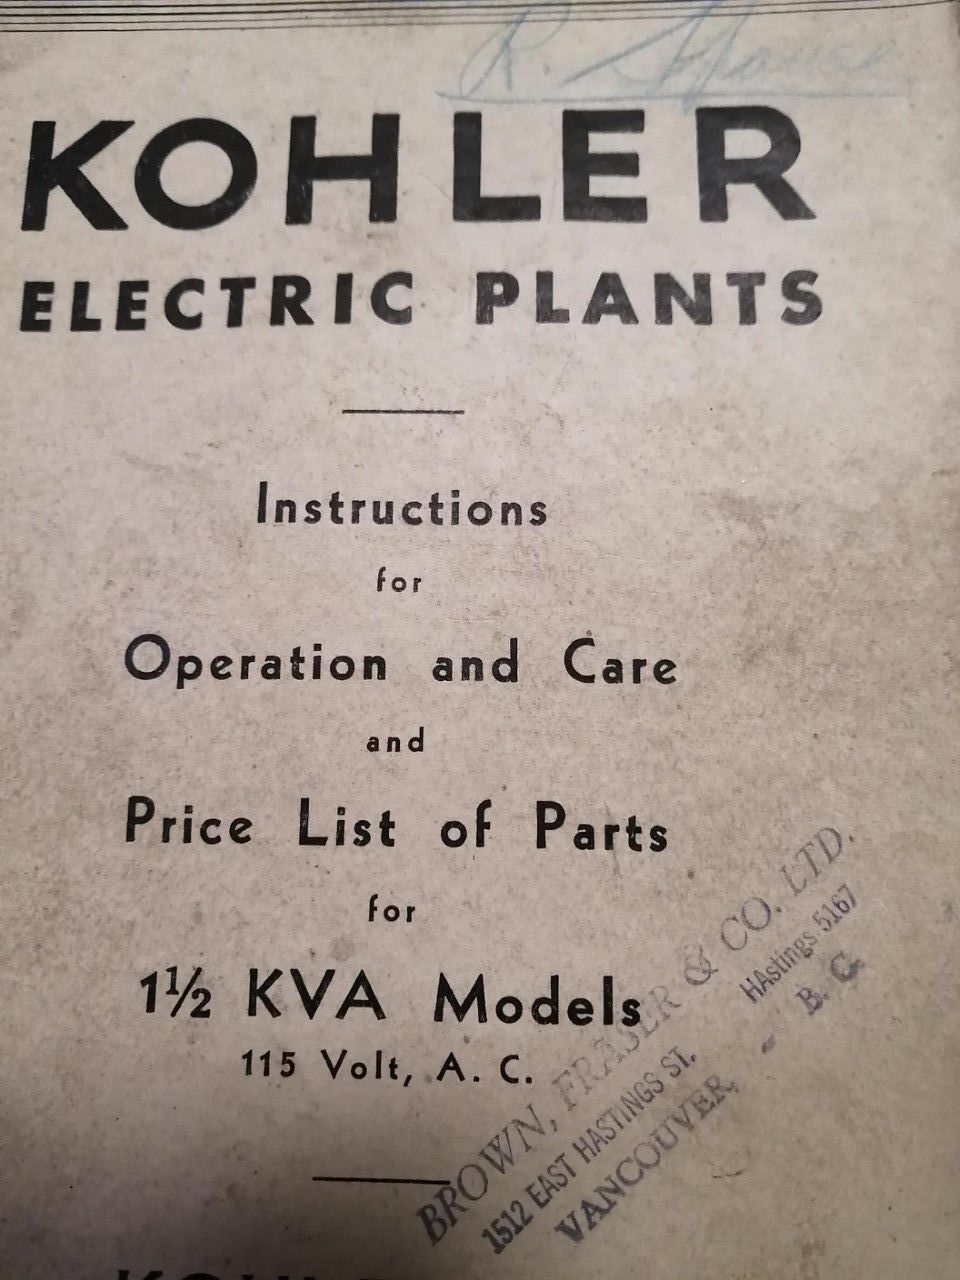 R.
KOHLER
ELECTRIC PLANTS
Instructions
for
Operation and Care
and
Price List of Parts
for
1½ KVA Models
115 Volt, A. C.
BROWN, FRASER & CO. LTD.
1512 EAST HASTINGS ST. HAstings 5167
VANCOUVER, - B. C.